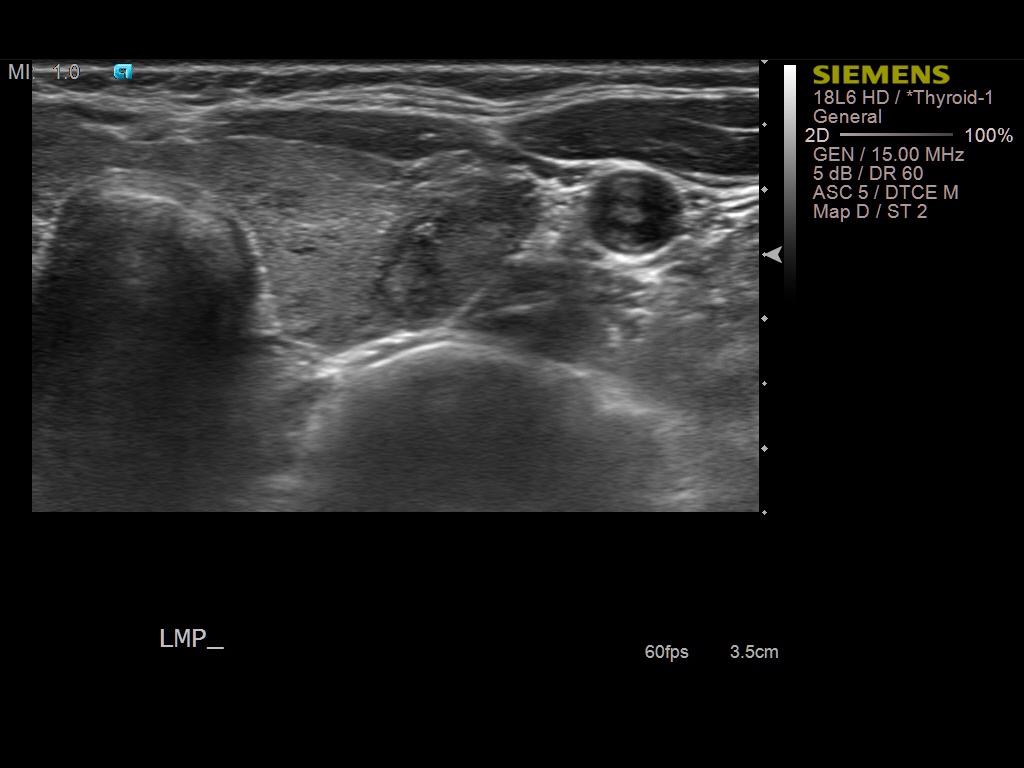 MI: 1.0
SIEMENS
18L6 HD / *Thyroid-1
General
2D 100%
GEN / 15.00 MHz
5 dB / DR 60
ASC 5 / DTCE M
Map D / ST 2
LMP_
60fps 3.5cm